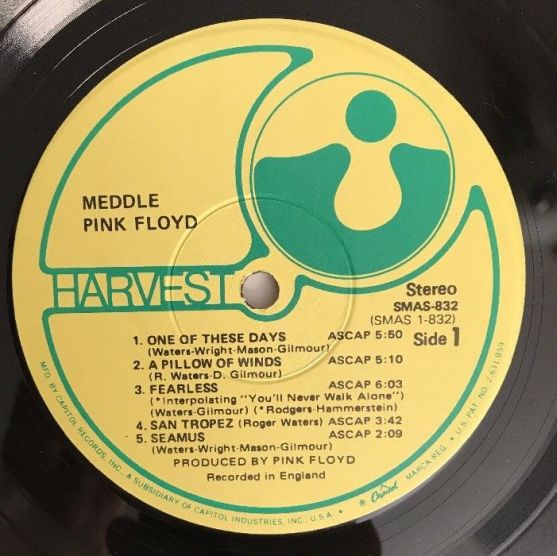 MEDDLE
PINK FLOYD
HARVEST
Stereo
SMAS-832
(SMAS 1-832)
Side 1
1. ONE OF THESE DAYS ASCAP 5:50
(Waters-Wright-Mason-Gilmour)
2. A PILLOW OF WINDS ASCAP 5:10
(R. Waters-D. Gilmour)
3. FEARLESS ASCAP 6:03
(*Interpolating "You'll Never Walk Alone")
(Waters-Gilmour) (*Rodgers-Hammerstein)
4. SAN TROPEZ (Roger Waters) ASCAP 3:42
5. SEAMUS ASCAP 2:09
(Waters-Wright-Mason-Gilmour)
PRODUCED BY PINK FLOYD
Recorded in England
MFD. BY CAPITOL RECORDS, INC., A SUBSIDIARY OF CAPITOL INDUSTRIES, INC., U.S.A. • ® Capitol MARCA REG. • U.S. PAT. NO. 2,631,859